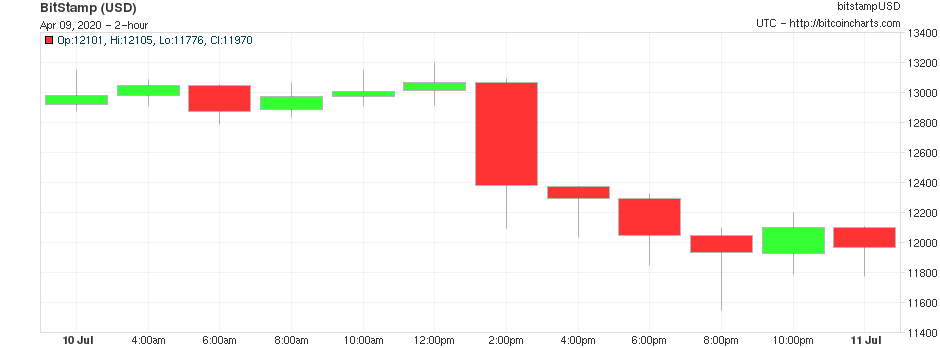 BitStamp (USD)
bitstampUSD
Apr 09, 2020 - 2-hour
UTC - http://bitcoincharts.com
Op:12101, Hi:12105, Lo:11776, Cl:11970
13400
13200
13000
12800
12600
12400
12200
12000
11800
11600
11400
10 Jul 4:00am 6:00am 8:00am 10:00am 12:00pm 2:00pm 4:00pm 6:00pm 8:00pm 10:00pm 11 Jul